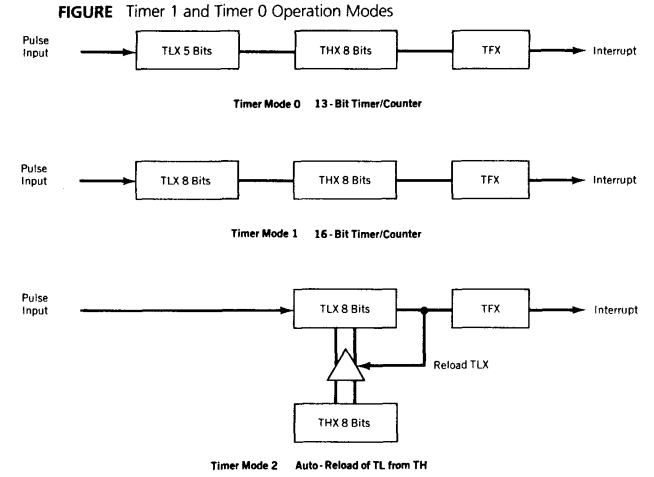 FIGURE Timer 1 and Timer 0 Operation Modes
Pulse
Input
TLX 5 Bits
THX 8 Bits
TFX
Interrupt
Timer Mode 0 13-Bit Timer/Counter
Pulse
Input
TLX 8 Bits
THX 8 Bits
TFX
Interrupt
Timer Mode 1 16-Bit Timer/Counter
Pulse
Input
TLX 8 Bits
TFX
Interrupt
Reload TLX
THX 8 Bits
Timer Mode 2 Auto-Reload of TL from TH